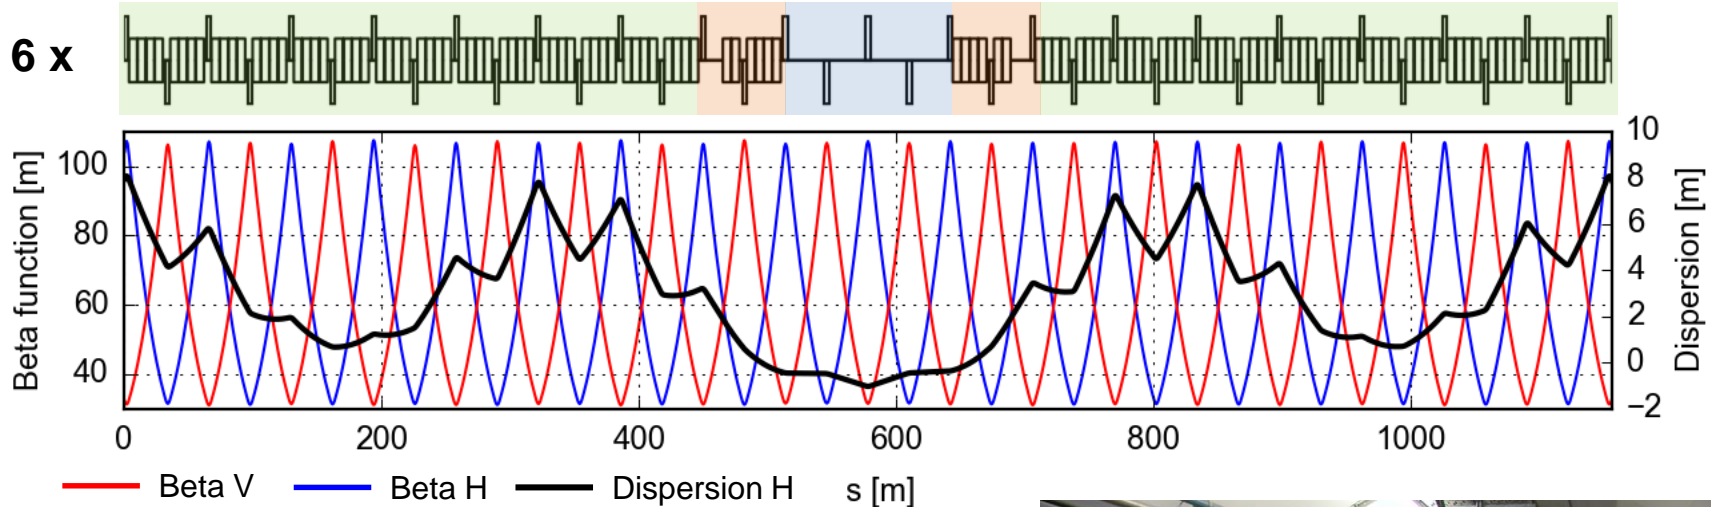 6 x
Beta function [m]
100
80
60
40
10
8
6
4
2
0
−2
Dispersion [m]
0 200 400 600 800 1000
Beta V Beta H Dispersion H s [m]